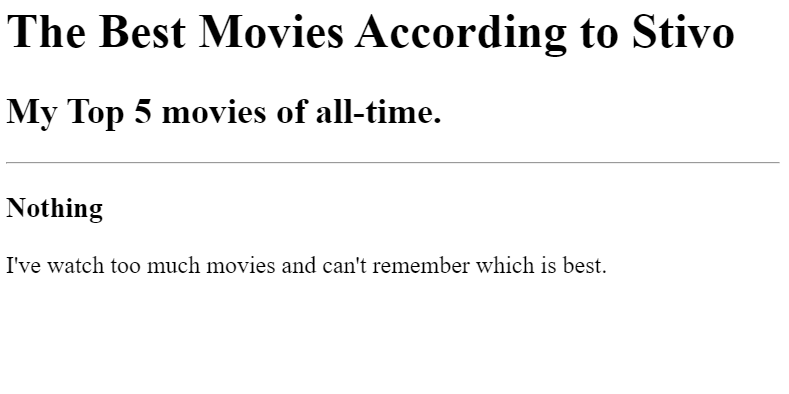 The Best Movies According to Stivo
My Top 5 movies of all-time.
Nothing
I've watch too much movies and can't remember which is best.